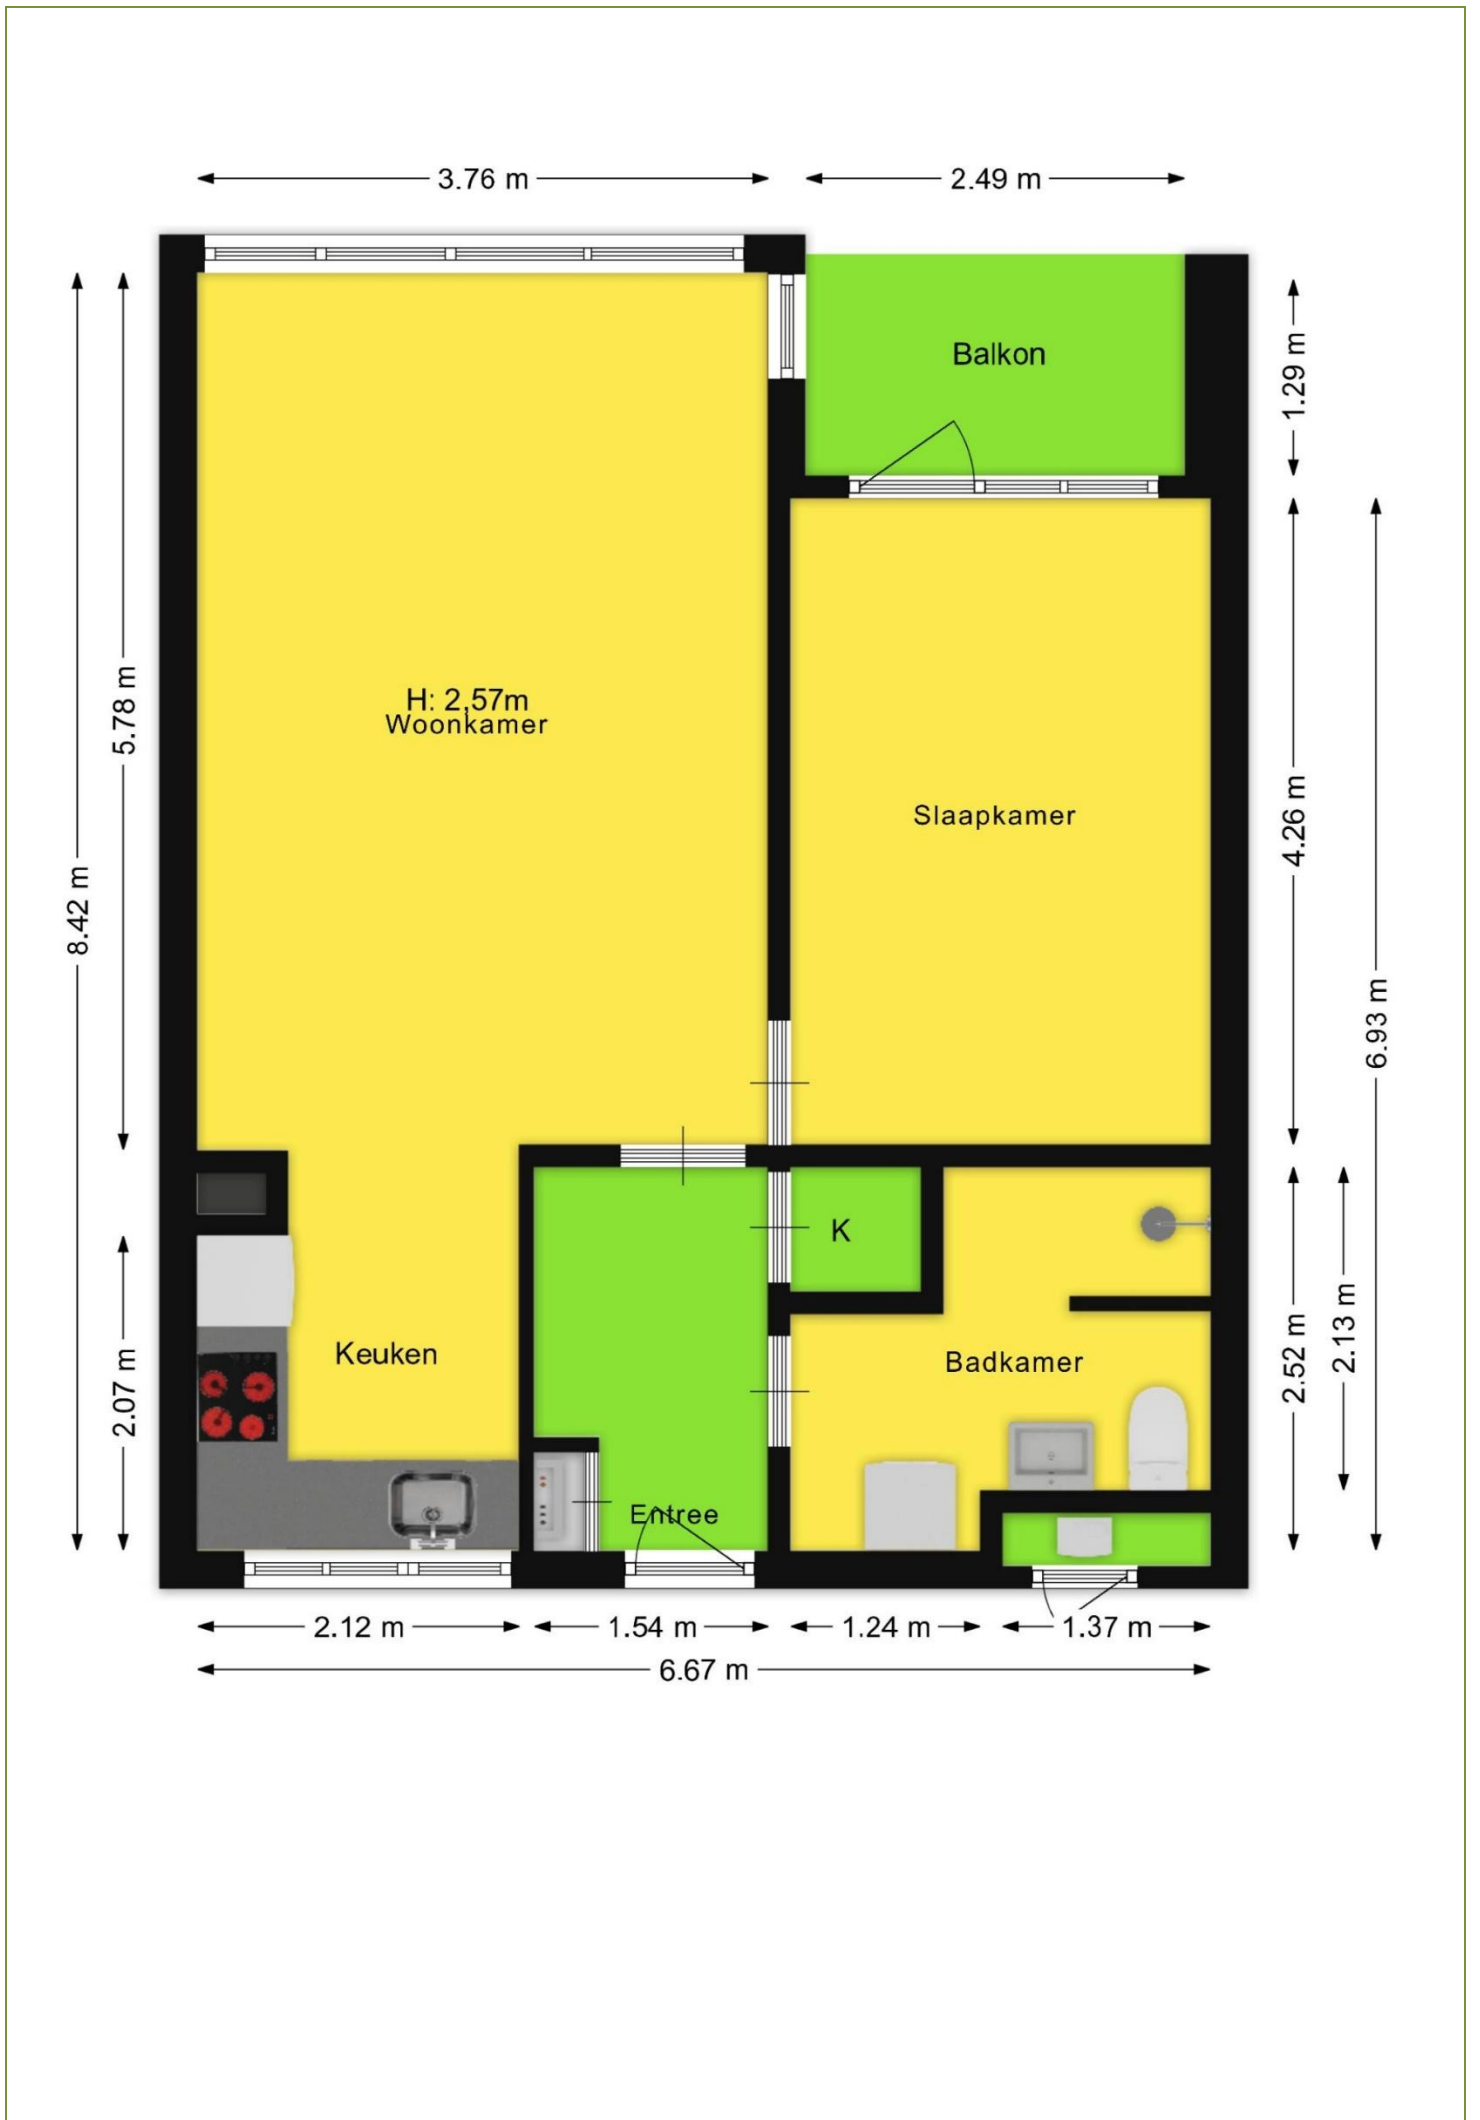 3.76 m
2.49 m
Balkon
1.29 m
H: 2,57m
Woonkamer
5.78 m
8.42 m
Slaapkamer
4.26 m
6.93 m
K
Keuken
Badkamer
2.07 m
2.52 m
2.13 m
Entree
2.12 m
1.54 m
1.24 m
1.37 m
6.67 m